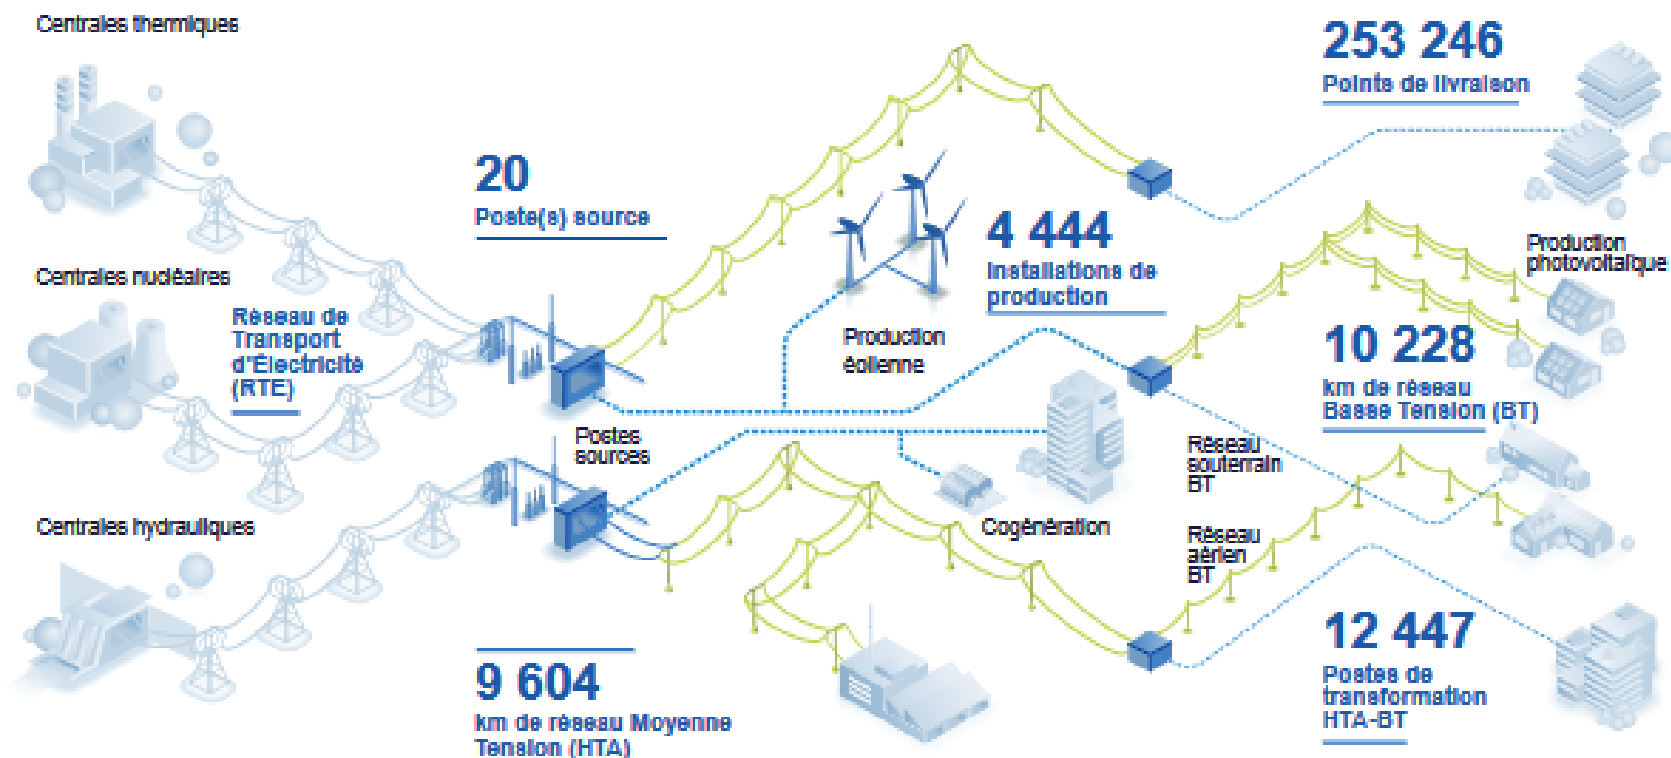 Centrales thermiques
253 246
Points de livraison
20
Poste(s) source
4 444
Installations de
production
Production
photovoltaïque
Centrales nucléaires
Réseau de
Transport
d'Électricité
(RTE)
Production
éolienne
10 228
km de réseau
Basse Tension (BT)
Postes
sources
Réseau
souterrain
BT
Centrales hydrauliques
Cogénération
Réseau
aérien
BT
12 447
Postes de
transformation
HTA-BT
9 604
km de réseau Moyenne
Tension (HTA)